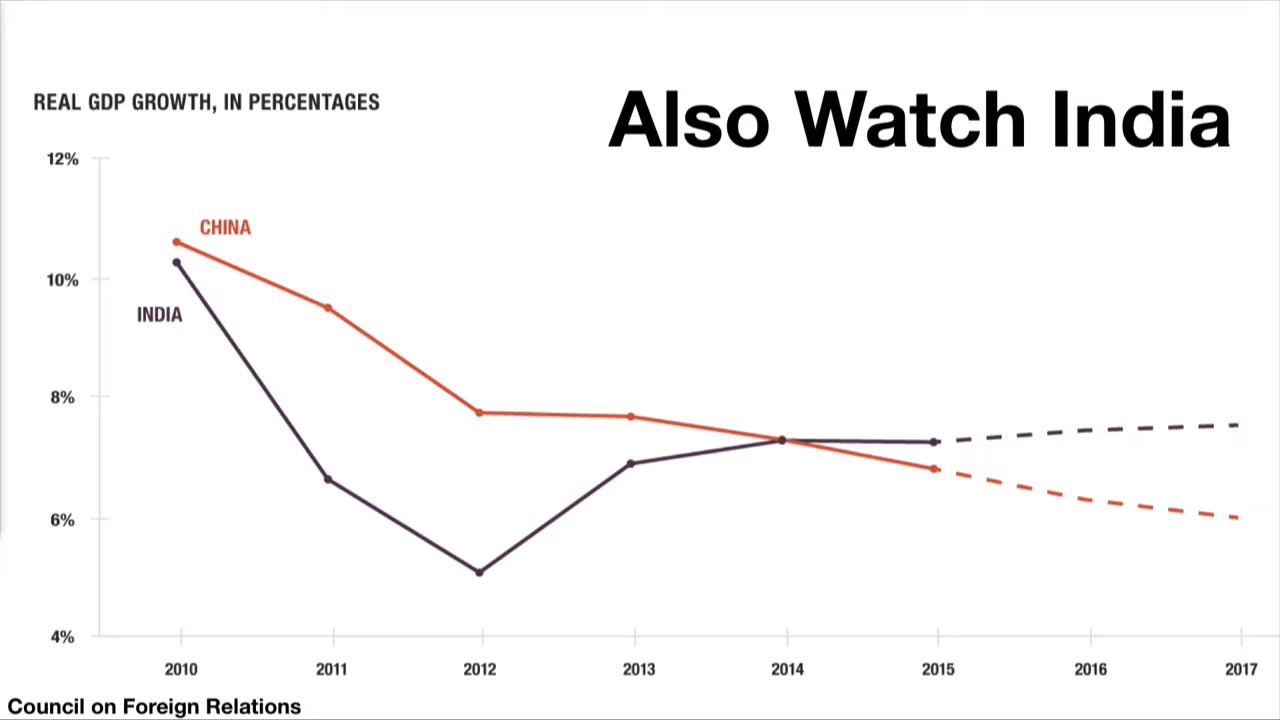 Also Watch India
REAL GDP GROWTH, IN PERCENTAGES
12%
CHINA
10%
INDIA
8%
6%
4%
2010 2011 2012 2013 2014 2015 2016 2017
Council on Foreign Relations